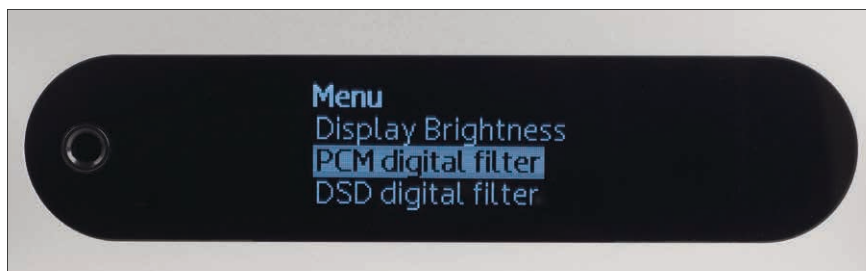 Menu
Display Brightness
PCM digital filter
DSD digital filter